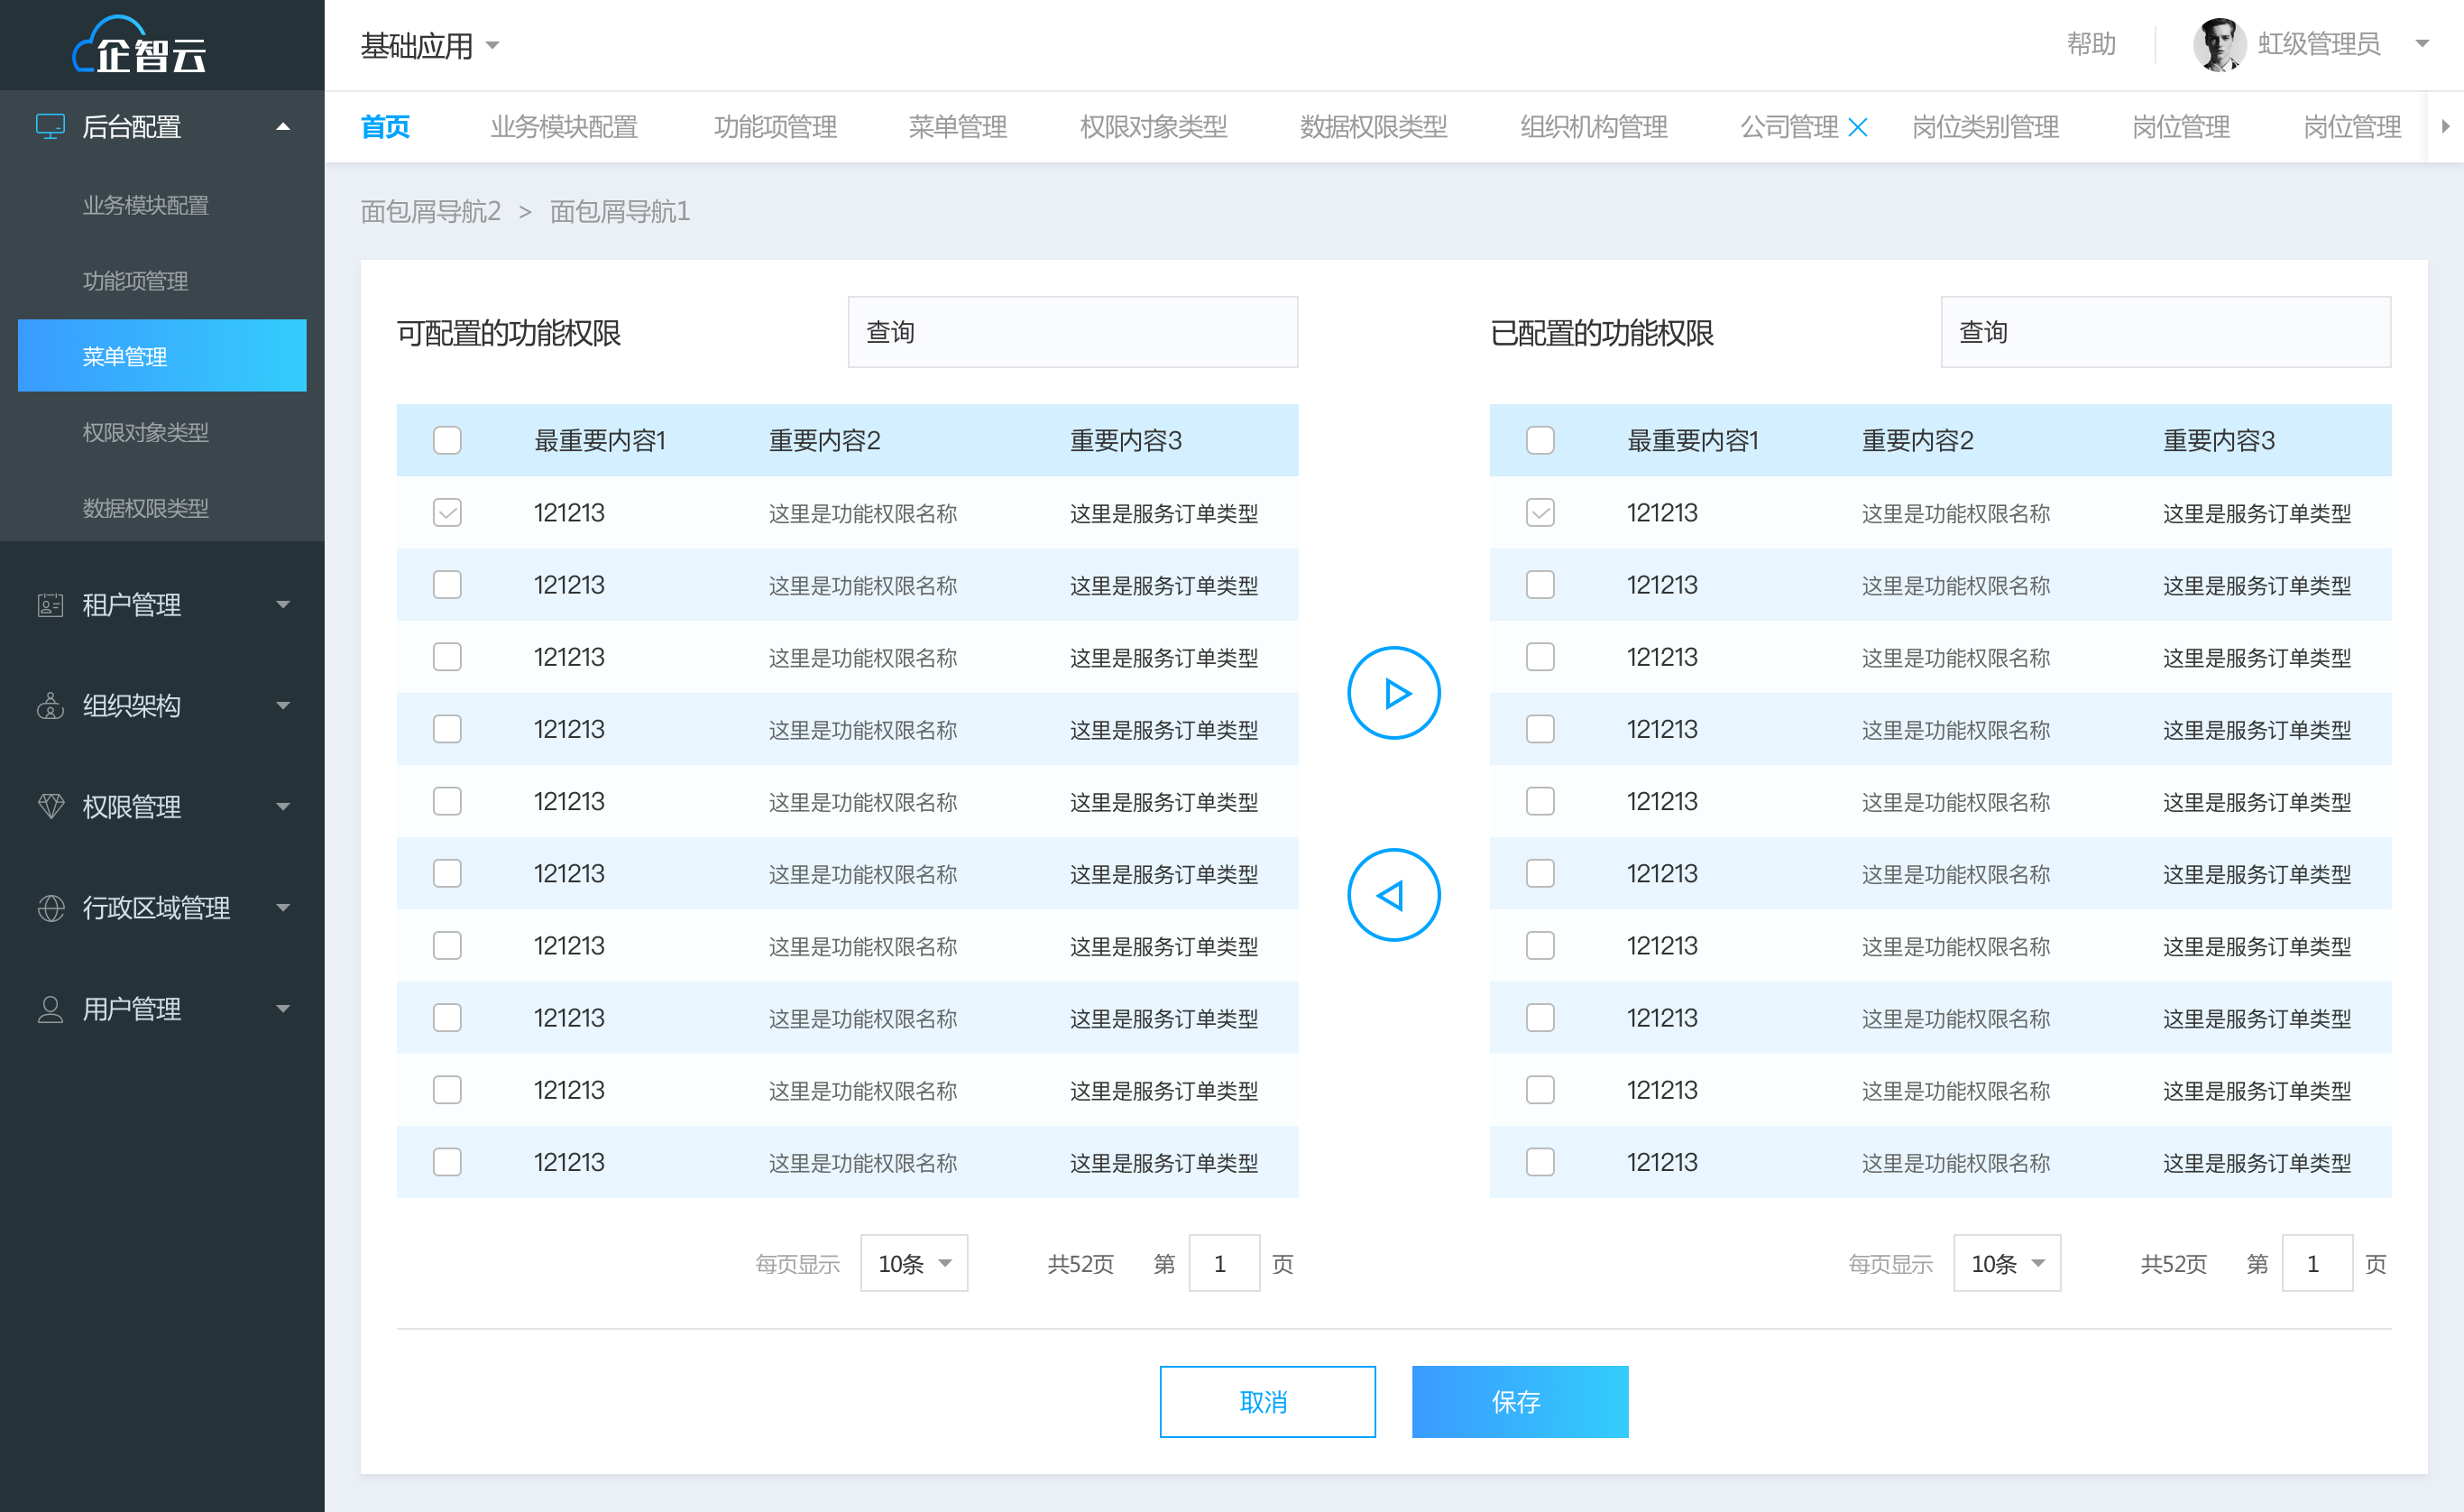 企智云
基础应用
帮助
虹级管理员
后台配置
业务模块配置
功能项管理
菜单管理
权限对象类型
数据权限类型
租户管理
组织架构
权限管理
行政区域管理
用户管理
首页 业务模块配置 功能项管理 菜单管理 权限对象类型 数据权限类型 组织机构管理 公司管理 岗位类别管理 岗位管理 岗位管理
面包屑导航2 > 面包屑导航1
可配置的功能权限 查询
最重要内容1 重要内容2 重要内容3
121213 这里是功能权限名称 这里是服务订单类型
121213 这里是功能权限名称 这里是服务订单类型
121213 这里是功能权限名称 这里是服务订单类型
121213 这里是功能权限名称 这里是服务订单类型
121213 这里是功能权限名称 这里是服务订单类型
121213 这里是功能权限名称 这里是服务订单类型
121213 这里是功能权限名称 这里是服务订单类型
121213 这里是功能权限名称 这里是服务订单类型
121213 这里是功能权限名称 这里是服务订单类型
121213 这里是功能权限名称 这里是服务订单类型
每页显示 10条 共52页 第 1 页
已配置的功能权限 查询
最重要内容1 重要内容2 重要内容3
121213 这里是功能权限名称 这里是服务订单类型
121213 这里是功能权限名称 这里是服务订单类型
121213 这里是功能权限名称 这里是服务订单类型
121213 这里是功能权限名称 这里是服务订单类型
121213 这里是功能权限名称 这里是服务订单类型
121213 这里是功能权限名称 这里是服务订单类型
121213 这里是功能权限名称 这里是服务订单类型
121213 这里是功能权限名称 这里是服务订单类型
121213 这里是功能权限名称 这里是服务订单类型
121213 这里是功能权限名称 这里是服务订单类型
每页显示 10条 共52页 第 1 页
取消 保存